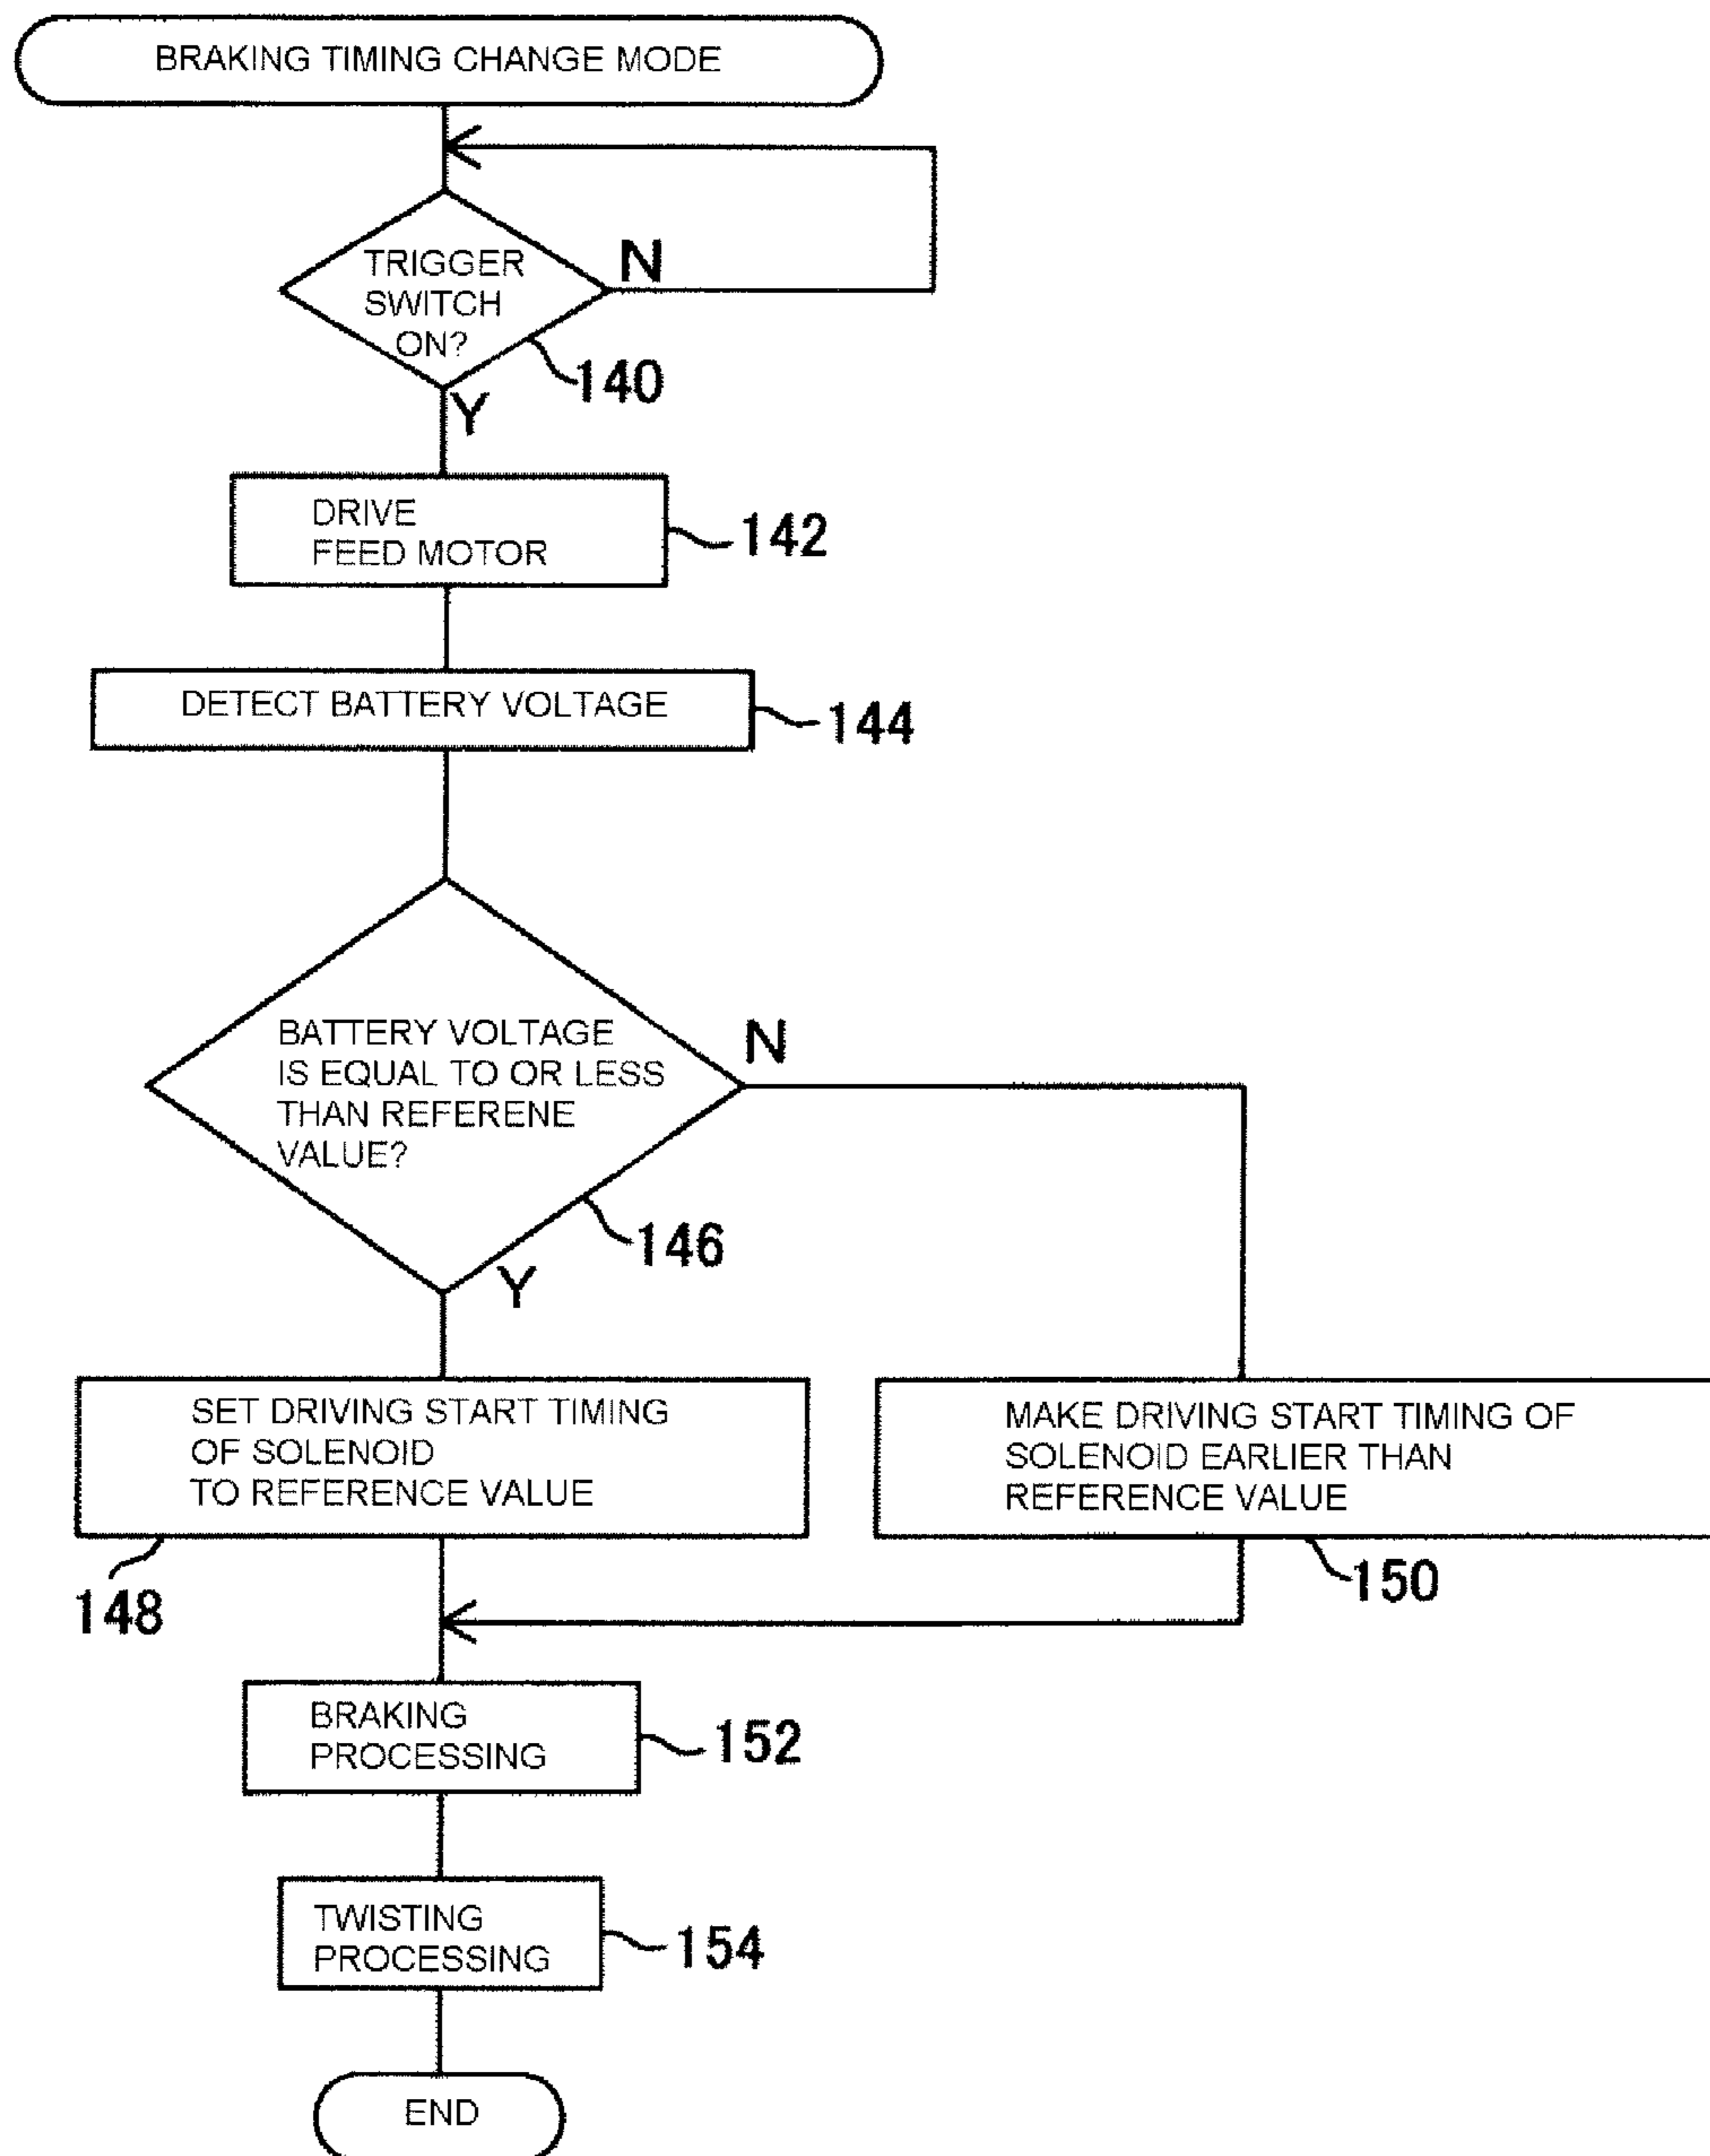 BRAKING TIMING CHANGE MODE
TRIGGER
SWITCH
ON?
N
140
Y
DRIVE
FEED MOTOR
142
DETECT BATTERY VOLTAGE
144
BATTERY VOLTAGE
IS EQUAL TO OR LESS
THAN REFERENE
VALUE?
N
146
Y
SET DRIVING START TIMING
OF SOLENOID
TO REFERENCE VALUE
148
MAKE DRIVING START TIMING OF
SOLENOID EARLIER THAN
REFERENCE VALUE
150
BRAKING
PROCESSING
152
TWISTING
PROCESSING
154
END